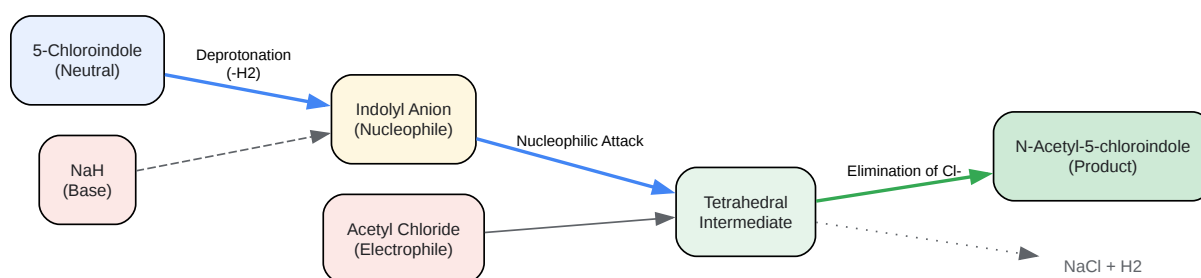 5-Chloroindole
(Neutral)
Deprotonation
(-H2)
NaH
(Base)
Indolyl Anion
(Nucleophile)
Nucleophilic Attack
Acetyl Chloride
(Electrophile)
Tetrahedral
Intermediate
Elimination of Cl-
N-Acetyl-5-chloroindole
(Product)
NaCl + H2